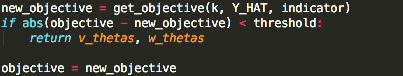 new_objective = get_objective(k, Y_HAT, indicator)
if abs(objective - new_objective) < threshold:
    return v_thetas, w_thetas
objective = new_objective